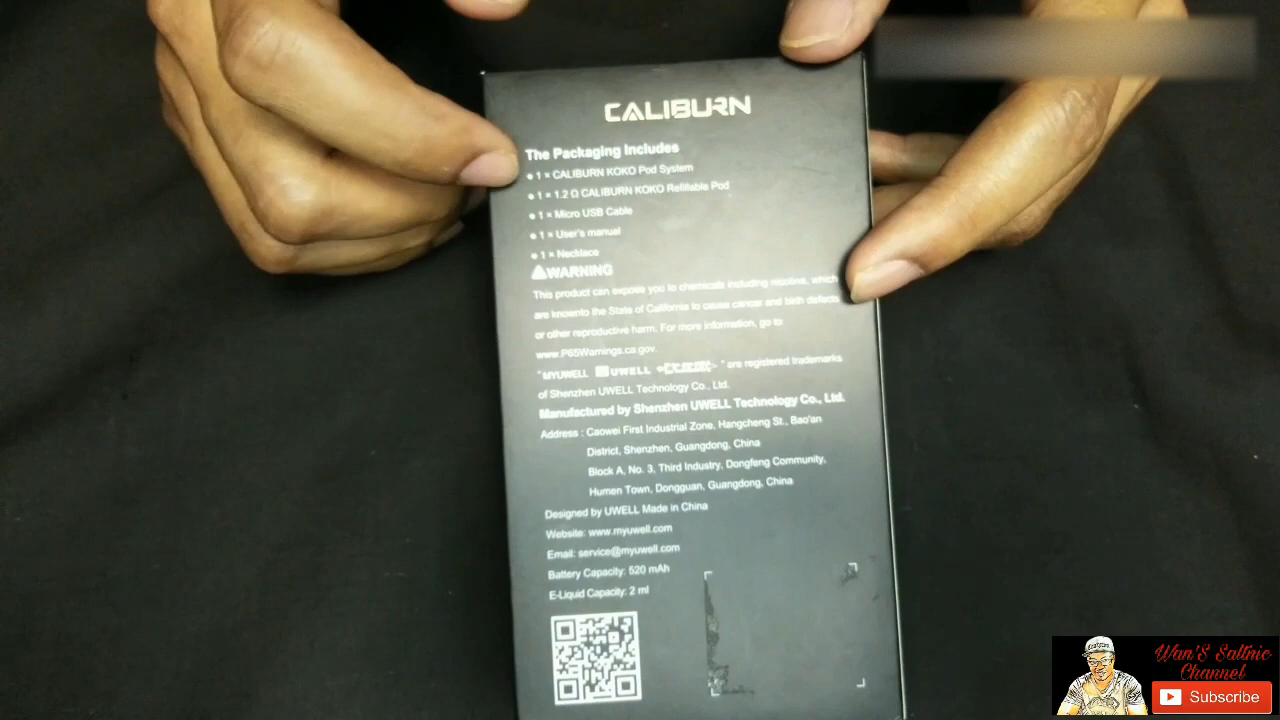 CALIBURN
The Packaging Includes
● 1 × CALIBURN KOKO Pod System
● 1 × 1.2 Ω CALIBURN KOKO Refillable Pod
● 1 × Micro USB Cable
● 1 × User's manual
● 1 × Necklace
⚠WARNING
This product can expose you to chemicals including nicotine, which
are knownto the State of California to cause cancer and birth defects
or other reproductive harm. For more information, go to
www.P65Warnings.ca.gov.
" MYUWELL UWELL " are registered trademarks
of Shenzhen UWELL Technology Co., Ltd.
Manufactured by Shenzhen UWELL Technology Co., Ltd.
Address : Caowei First Industrial Zone, Hangcheng St., Bao'an
District, Shenzhen, Guangdong, China
Block A, No. 3, Third Industry, Dongfeng Community,
Humen Town, Dongguan, Guangdong, China
Designed by UWELL Made in China
Website: www.myuwell.com
Email: service@myuwell.com
Battery Capacity: 520 mAh
E-Liquid Capacity: 2 ml
Wan'S Saltnic
Channel
Subscribe